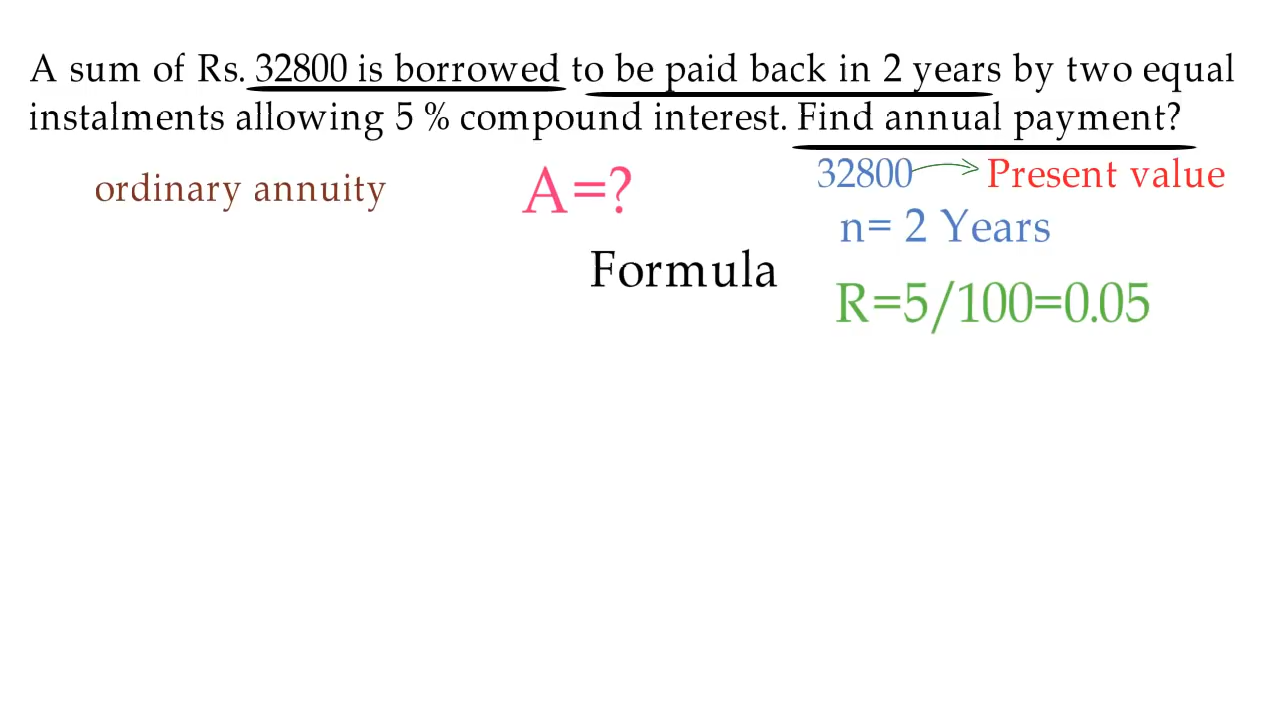 A sum of Rs. 32800 is borrowed to be paid back in 2 years by two equal
instalments allowing 5 % compound interest. Find annual payment?
ordinary annuity
A=?
32800 Present value
n= 2 Years
Formula
R=5/100=0.05